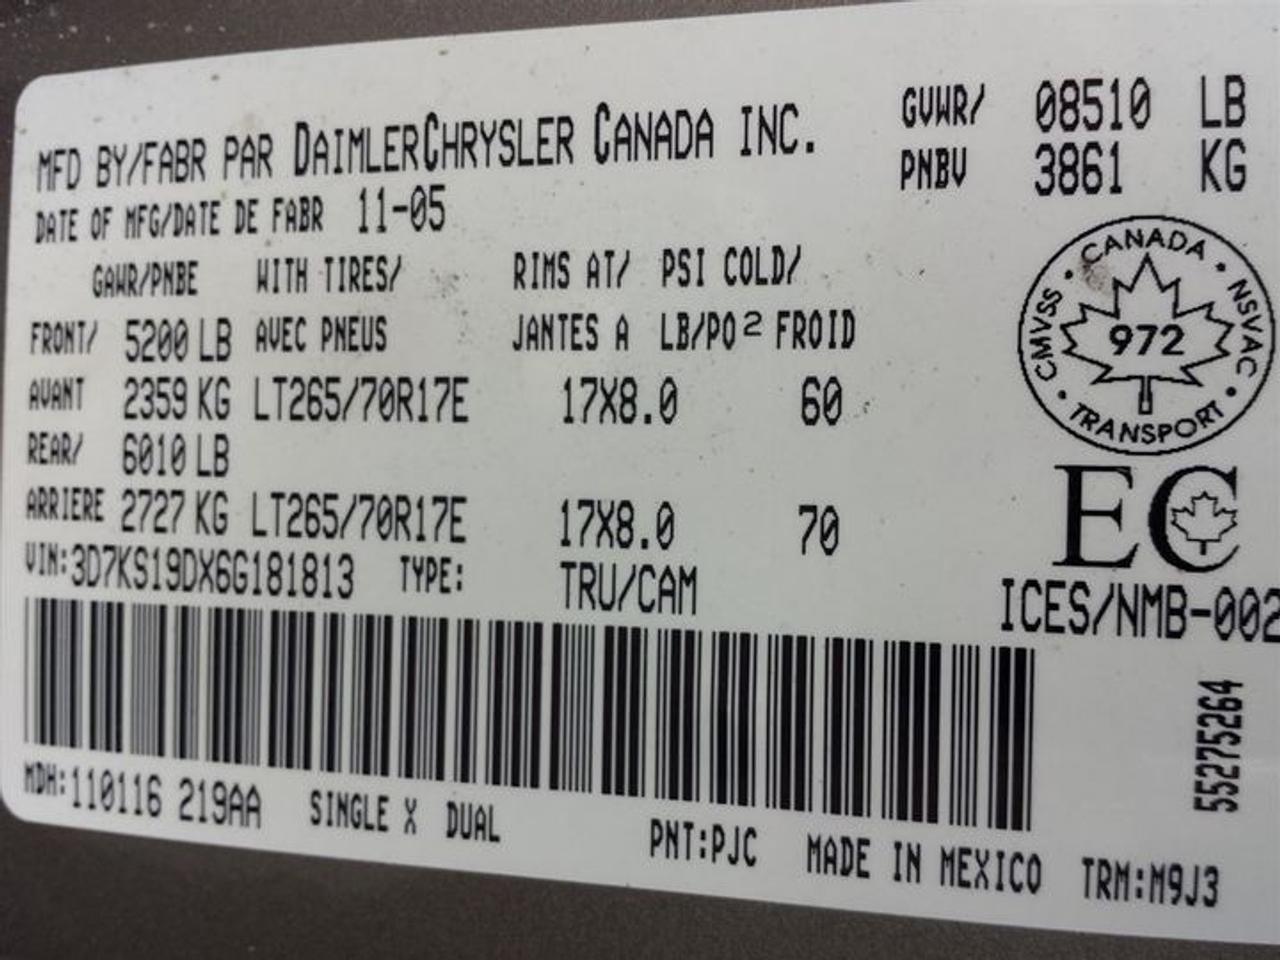 MFD BY/FABR PAR DAIMLERCHRYSLER CANADA INC.
GVWR/ 08510 LB
PNBV 3861 KG
DATE OF MFG/DATE DE FABR 11-05
GAWR/PNBE WITH TIRES/ RIMS AT/ PSI COLD/
FRONT/ 5200 LB AVEC PNEUS JANTES A LB/PO2 FROID
AVANT 2359 KG LT265/70R17E 17X8.0 60
REAR/ 6010 LB
ARRIERE 2727 KG LT265/70R17E 17X8.0 70
VIN:3D7KS19DX6G181813 TYPE: TRU/CAM
CANADA • NSVAC • TRANSPORT • CMVSS •
972
EC
ICES/NMB-002
55275264
MDH:110116 219AA SINGLE X DUAL PNT:PJC MADE IN MEXICO TRM:M9J3